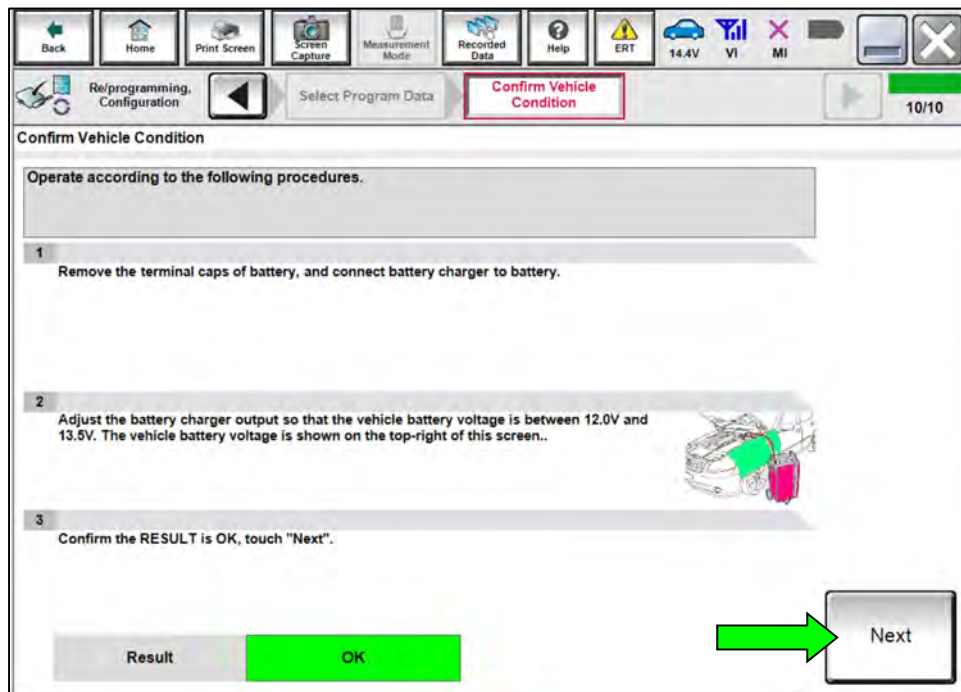 Back
Home
Print Screen
Screen
Capture
Measurement
Mode
Recorded
Data
Help
ERT
14.4V
VI
MI
Re/programming,
Configuration
Select Program Data
Confirm Vehicle
Condition
10/10
Confirm Vehicle Condition
Operate according to the following procedures.
1
Remove the terminal caps of battery, and connect battery charger to battery.
2
Adjust the battery charger output so that the vehicle battery voltage is between 12.0V and
13.5V. The vehicle battery voltage is shown on the top-right of this screen..
3
Confirm the RESULT is OK, touch "Next".
Next
Result
OK